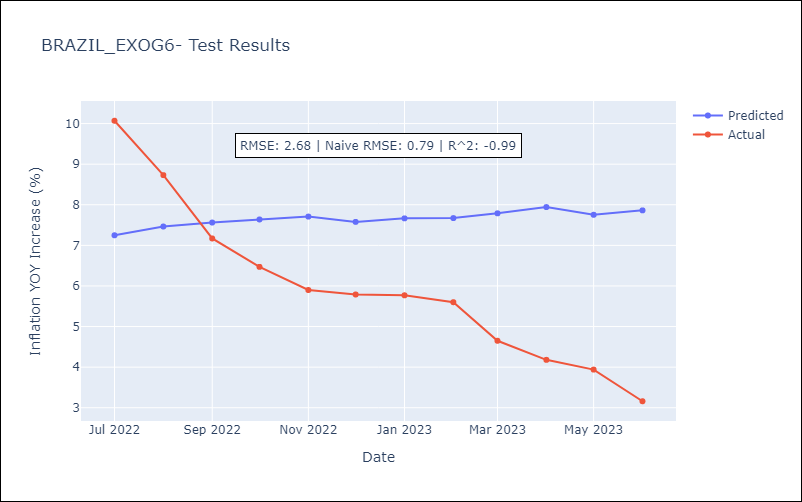 BRAZIL_EXOG6- Test Results
Predicted
Actual
RMSE: 2.68 | Naive RMSE: 0.79 | R^2: -0.99
Inflation YOY Increase (%)
10
9
8
7
6
5
4
3
Jul 2022
Sep 2022
Nov 2022
Jan 2023
Mar 2023
May 2023
Date